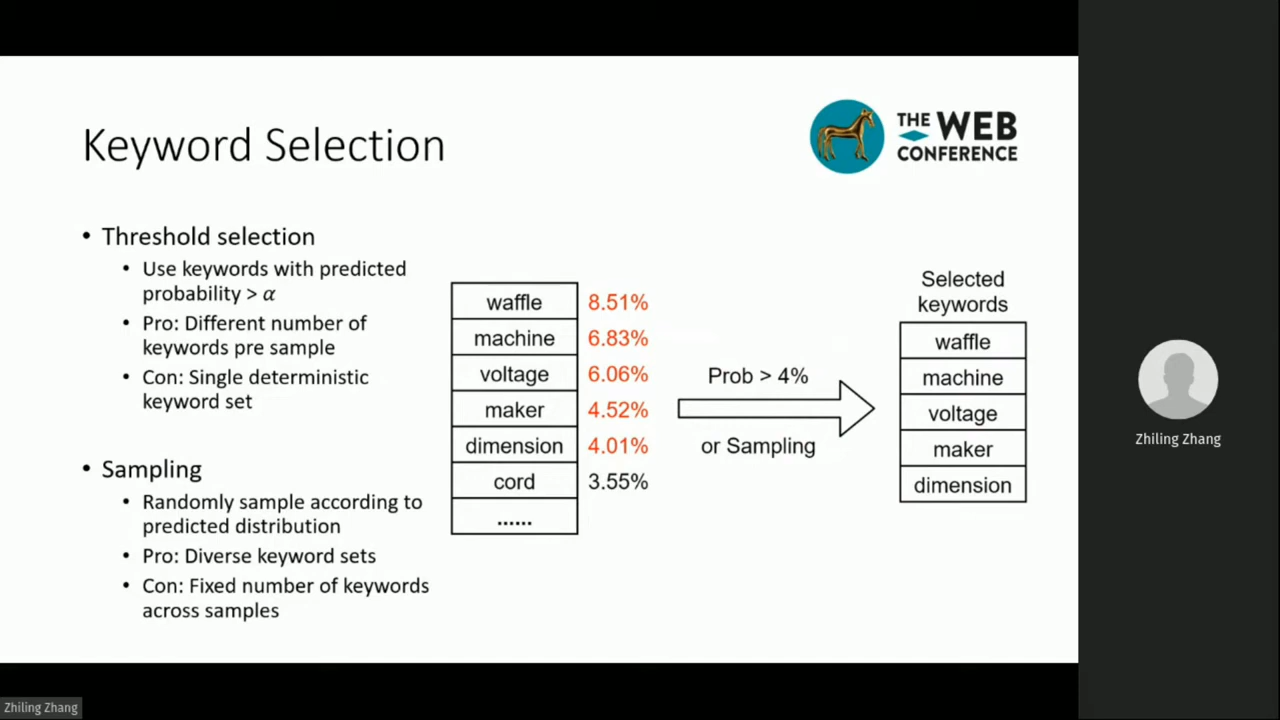 Keyword Selection
THE WEB
CONFERENCE
• Threshold selection
• Use keywords with predicted
probability > α
• Pro: Different number of
keywords pre sample
• Con: Single deterministic
keyword set
• Sampling
• Randomly sample according to
predicted distribution
• Pro: Diverse keyword sets
• Con: Fixed number of keywords
across samples
waffle 8.51%
machine 6.83%
voltage 6.06%
maker 4.52%
dimension 4.01%
cord 3.55%
......
Prob > 4%
or Sampling
Selected
keywords
waffle
machine
voltage
maker
dimension
Zhiling Zhang
Zhiling Zhang